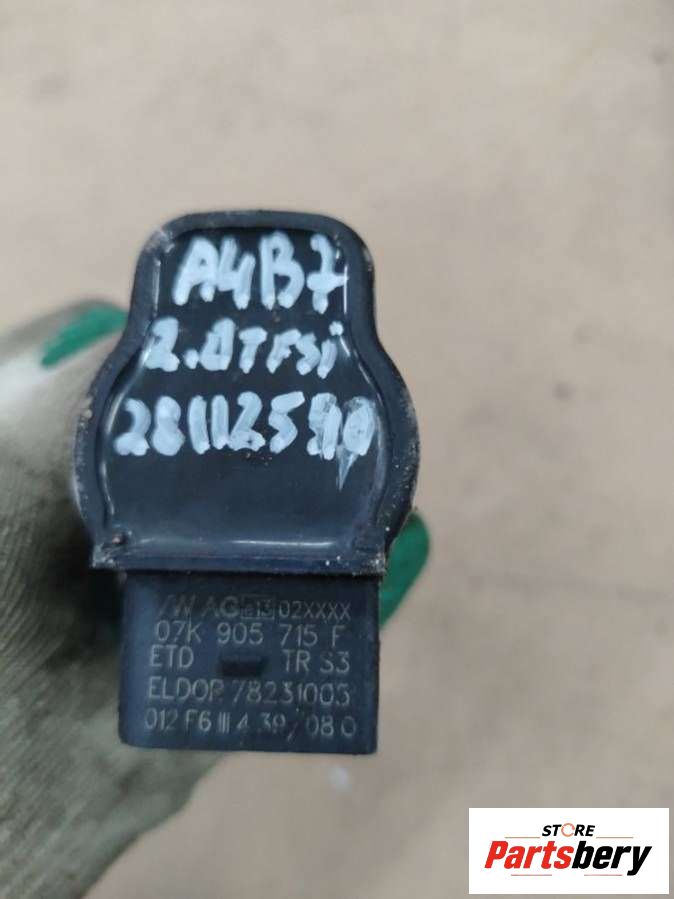 A4B7
2.0TFSi
VW AG e13 02XXXX
07K 905 715 F
ETD TR S3
ELDOR 78231003
012 F6 III 4 39/08 0
STORE
Partsbery